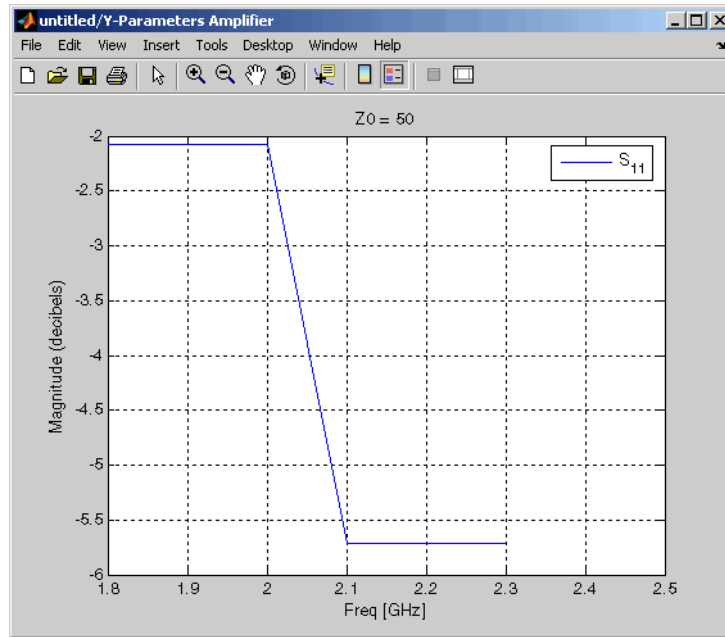 untitled/Y-Parameters Amplifier
File Edit View Insert Tools Desktop Window Help
Z0 = 50
S11
-2
-2.5
-3
-3.5
-4
-4.5
-5
-5.5
-6
Magnitude (decibels)
1.8 1.9 2 2.1 2.2 2.3 2.4 2.5
Freq [GHz]